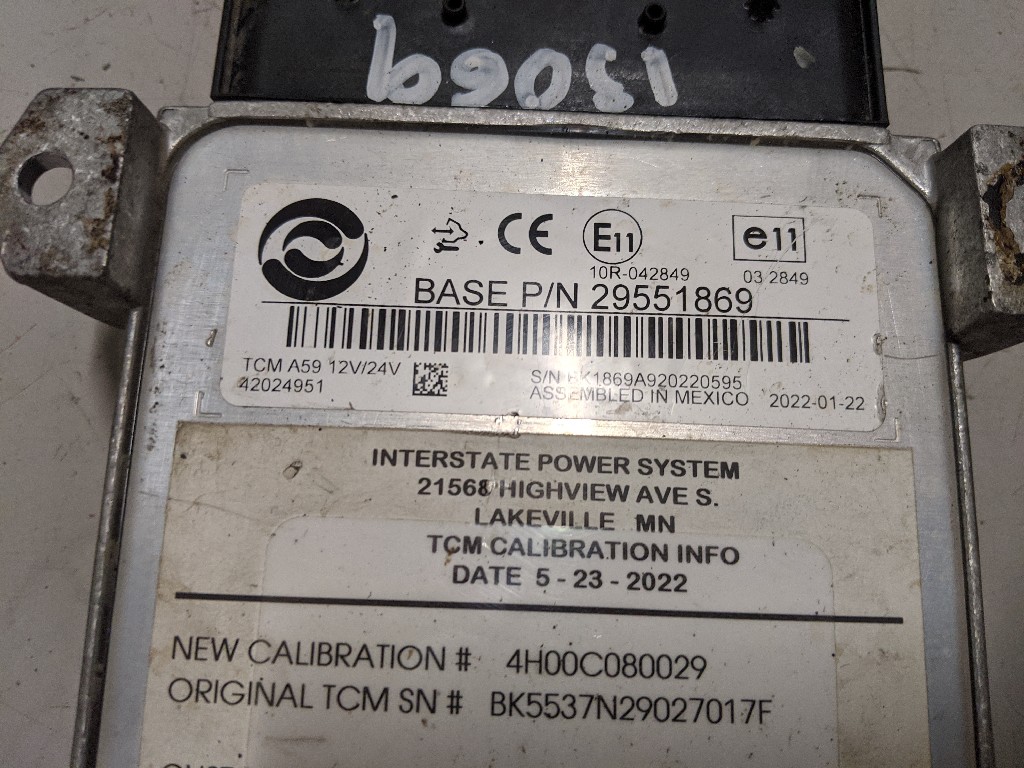 13069
CE E11 e11
10R-042849 03 2849
BASE P/N 29551869
TCM A59 12V/24V
42024951
S/N BK1869A920220595
ASSEMBLED IN MEXICO 2022-01-22
INTERSTATE POWER SYSTEM
21568 HIGHVIEW AVE S.
LAKEVILLE MN
TCM CALIBRATION INFO
DATE 5 - 23 - 2022
NEW CALIBRATION # 4H00C080029
ORIGINAL TCM SN # BK5537N29027017F